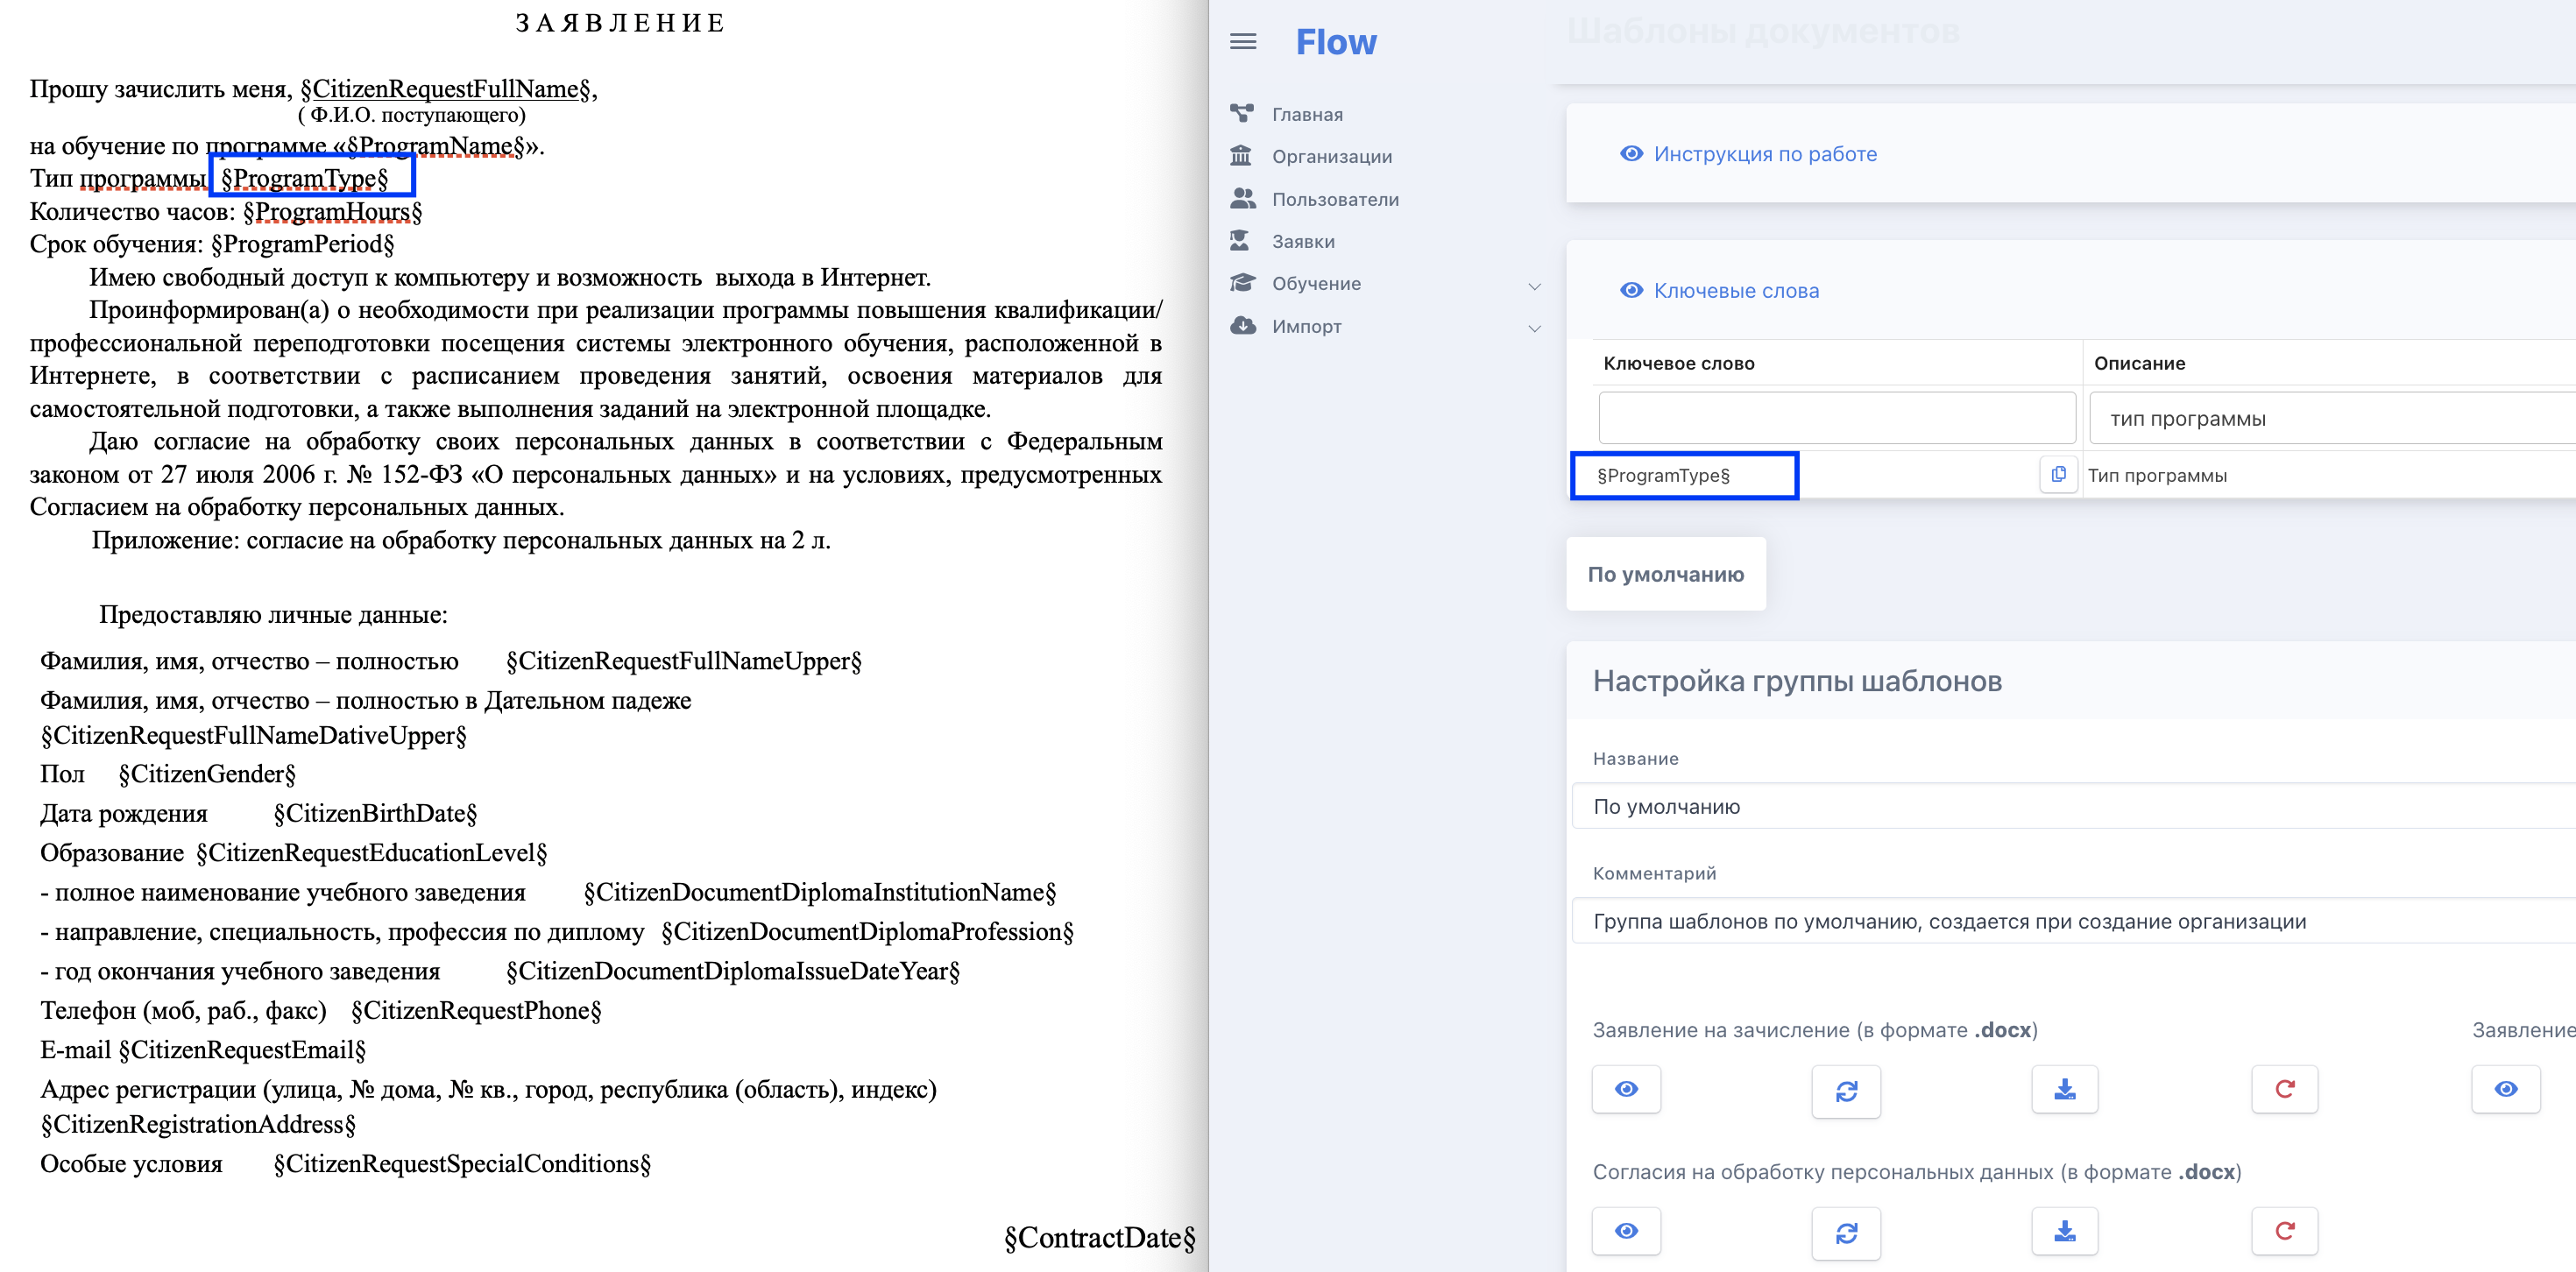 ЗАЯВЛЕНИЕ
Прошу зачислить меня, §CitizenRequestFullName§,
( Ф.И.О. поступающего)
на обучение по программе «§ProgramName§».
Тип программы §ProgramType§
Количество часов: §ProgramHours§
Срок обучения: §ProgramPeriod§
Имею свободный доступ к компьютеру и возможность выхода в Интернет.
Проинформирован(а) о необходимости при реализации программы повышения квалификации/
профессиональной переподготовки посещения системы электронного обучения, расположенной в
Интернете, в соответствии с расписанием проведения занятий, освоения материалов для
самостоятельной подготовки, а также выполнения заданий на электронной площадке.
Даю согласие на обработку своих персональных данных в соответствии с Федеральным
законом от 27 июля 2006 г. № 152-ФЗ «О персональных данных» и на условиях, предусмотренных
Согласием на обработку персональных данных.
Приложение: согласие на обработку персональных данных на 2 л.
Предоставляю личные данные:
Фамилия, имя, отчество – полностью §CitizenRequestFullNameUpper§
Фамилия, имя, отчество – полностью в Дательном падеже
§CitizenRequestFullNameDativeUpper§
Пол §CitizenGender§
Дата рождения §CitizenBirthDate§
Образование §CitizenRequestEducationLevel§
- полное наименование учебного заведения §CitizenDocumentDiplomaInstitutionName§
- направление, специальность, профессия по диплому §CitizenDocumentDiplomaProfession§
- год окончания учебного заведения §CitizenDocumentDiplomaIssueDateYear§
Телефон (моб, раб., факс) §CitizenRequestPhone§
E-mail §CitizenRequestEmail§
Адрес регистрации (улица, № дома, № кв., город, республика (область), индекс)
§CitizenRegistrationAddress§
Особые условия §CitizenRequestSpecialConditions§
§ContractDate§
Flow
Главная
Организации
Пользователи
Заявки
Обучение
Импорт
Шаблоны документов
Инструкция по работе
Ключевые слова
Ключевое слово Описание
тип программы
§ProgramType§ Тип программы
По умолчанию
Настройка группы шаблонов
Название
По умолчанию
Комментарий
Группа шаблонов по умолчанию, создается при создание организации
Заявление на зачисление (в формате .docx) Заявление
Согласия на обработку персональных данных (в формате .docx)